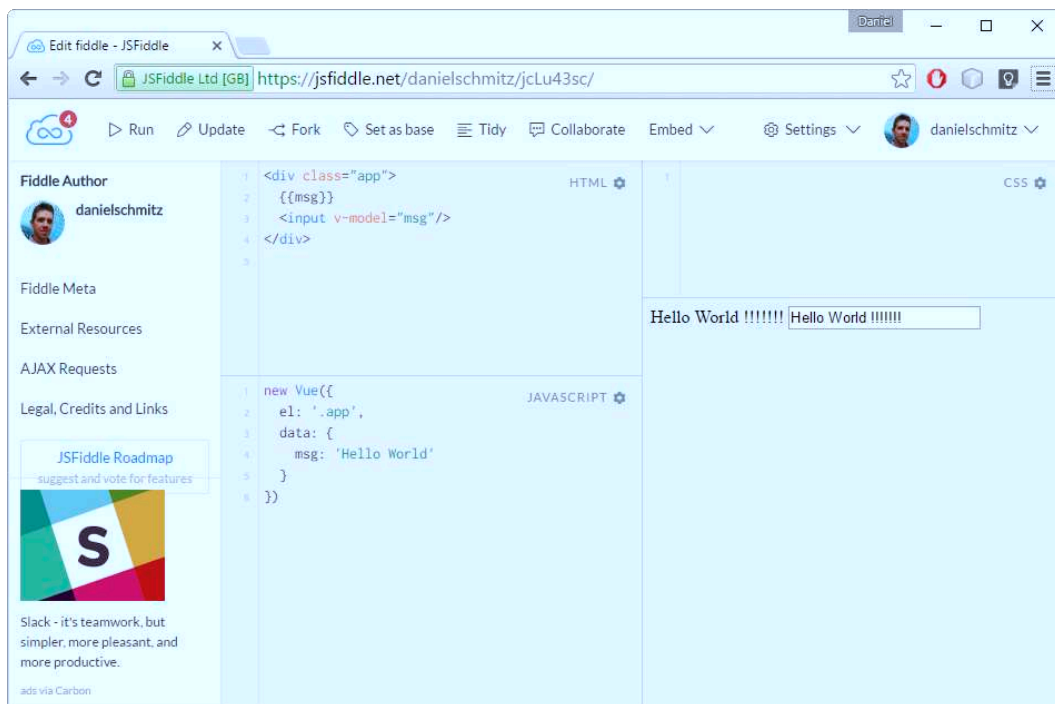 Daniel
Edit fiddle - JSFiddle
JSFiddle Ltd [GB] https://jsfiddle.net/danielschmitz/jcLu43sc/
4 Run Update Fork Set as base Tidy Collaborate Embed Settings danielschmitz
Fiddle Author
danielschmitz
Fiddle Meta
External Resources
AJAX Requests
Legal, Credits and Links
JSFiddle Roadmap
suggest and vote for features
S
Slack - it's teamwork, but
simpler, more pleasant, and
more productive.
ads via Carbon
HTML
1 <div class="app">
2 {{msg}}
3 <input v-model="msg"/>
4 </div>
5
JAVASCRIPT
1 new Vue({
2 el: '.app',
3 data: {
4 msg: 'Hello World'
5 }
6 })
1 CSS
Hello World !!!!!!! Hello World !!!!!!!